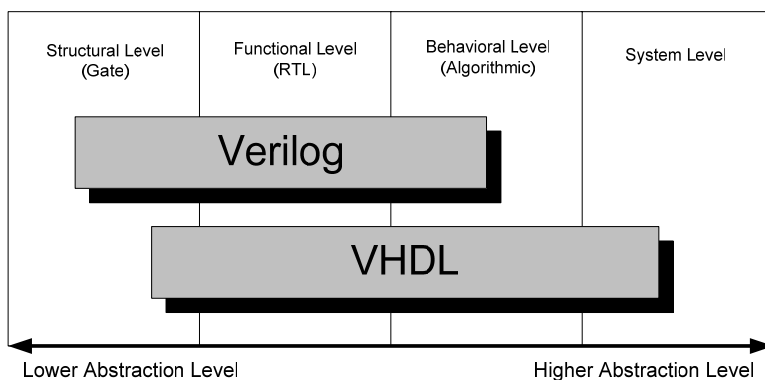 Structural Level
(Gate)
Functional Level
(RTL)
Behavioral Level
(Algorithmic)
System Level
Verilog
VHDL
Lower Abstraction Level
Higher Abstraction Level